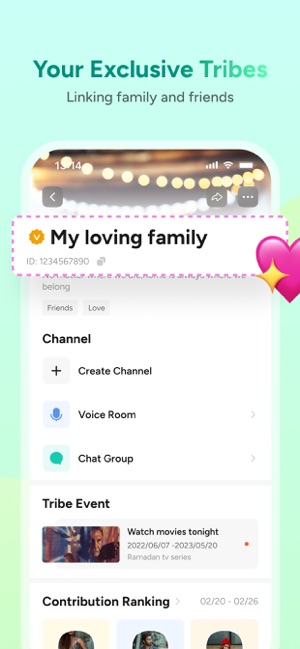 Your Exclusive Tribes
Linking family and friends
13:14
My loving family
ID: 1234567890
belong
Friends Love
Channel
Create Channel
Voice Room
Chat Group
Tribe Event
Watch movies tonight
2022/06/07 -2023/05/20
Ramadan tv series
Contribution Ranking 02/20 - 02/26